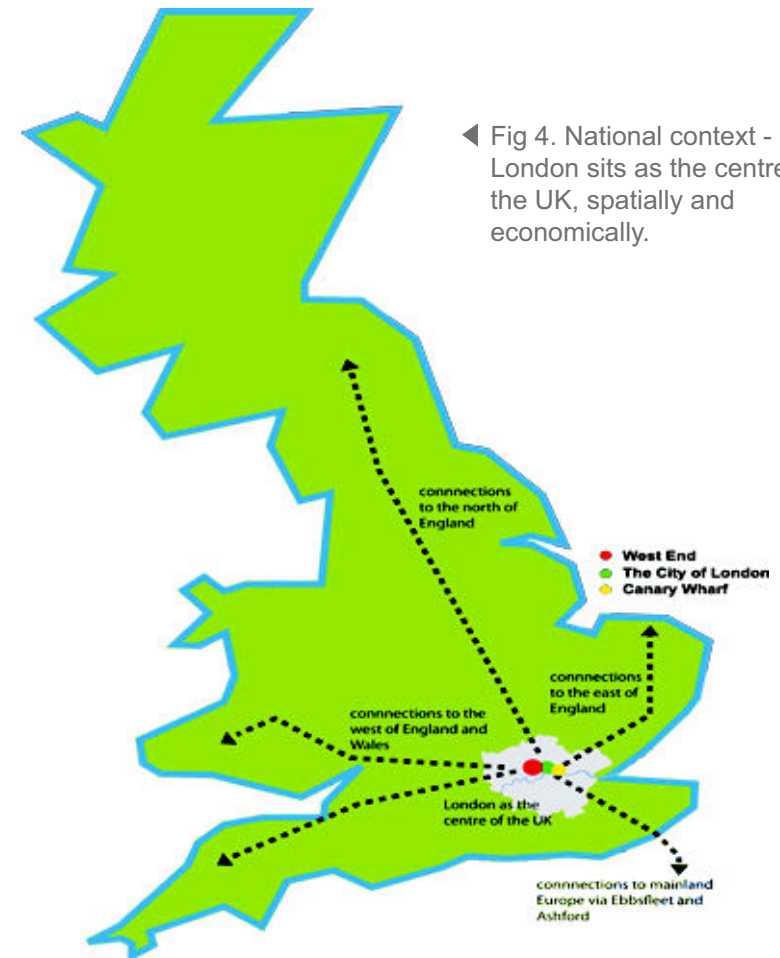 Fig 4. National context -
London sits as the centre
the UK, spatially and
economically.
connnections
to the north of
England
West End
The City of London
Canary Wharf
connnections
to the east of
England
connnections to the
west of England and
Wales
London as the
centre of the UK
connnections to mainland
Europe via Ebbsfleet and
Ashford